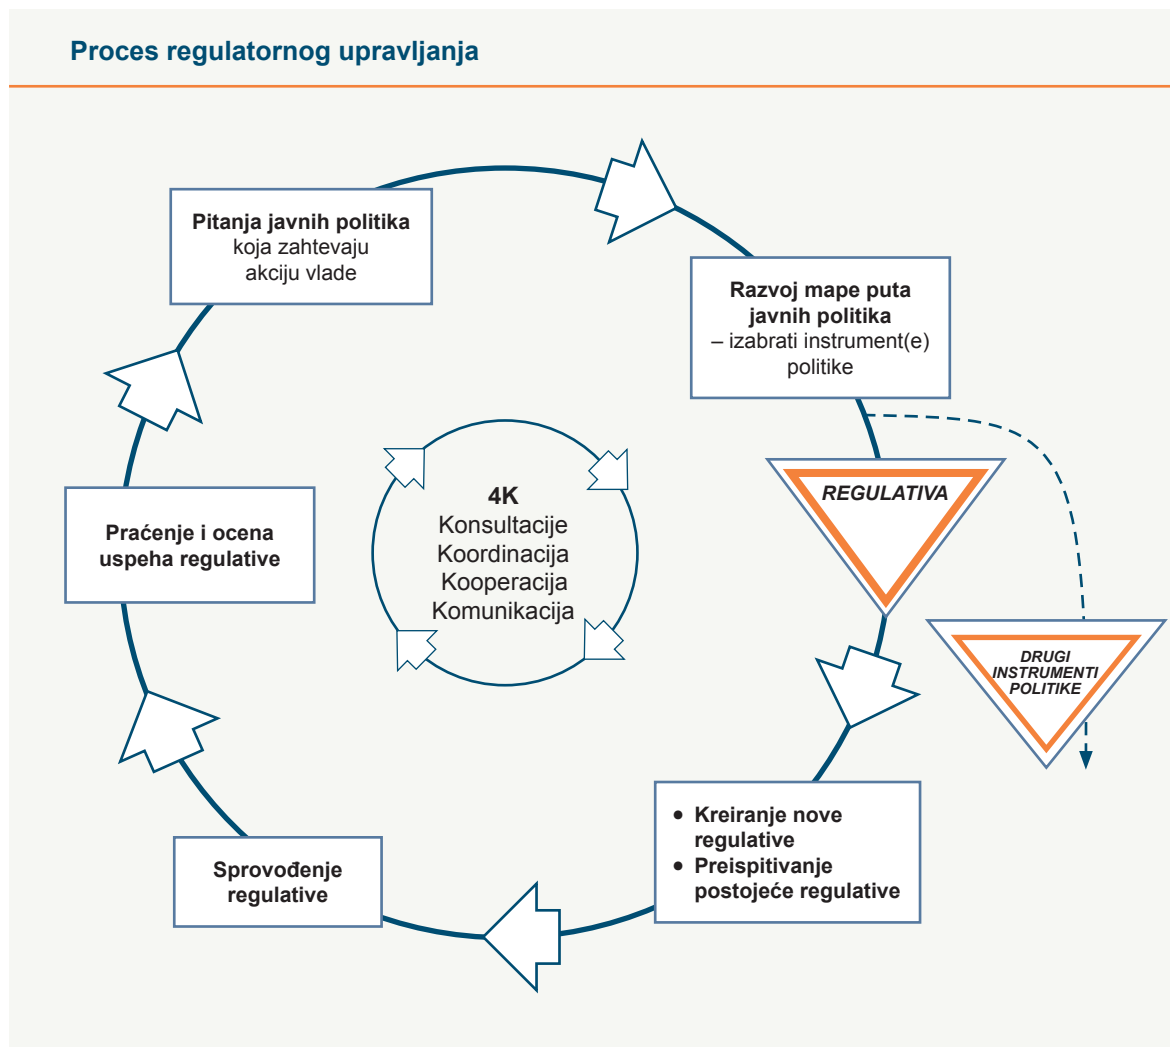 Proces regulatornog upravljanja
Pitanja javnih politika
koja zahtevaju
akciju vlade
Razvoj mape puta
javnih politika
– izabrati instrument(e)
politike
REGULATIVA
DRUGI
INSTRUMENTI
POLITIKE
• Kreiranje nove
regulative
• Preispitivanje
postojeće regulative
Sprovođenje
regulative
Praćenje i ocena
uspeha regulative
4K
Konsultacije
Koordinacija
Kooperacija
Komunikacija